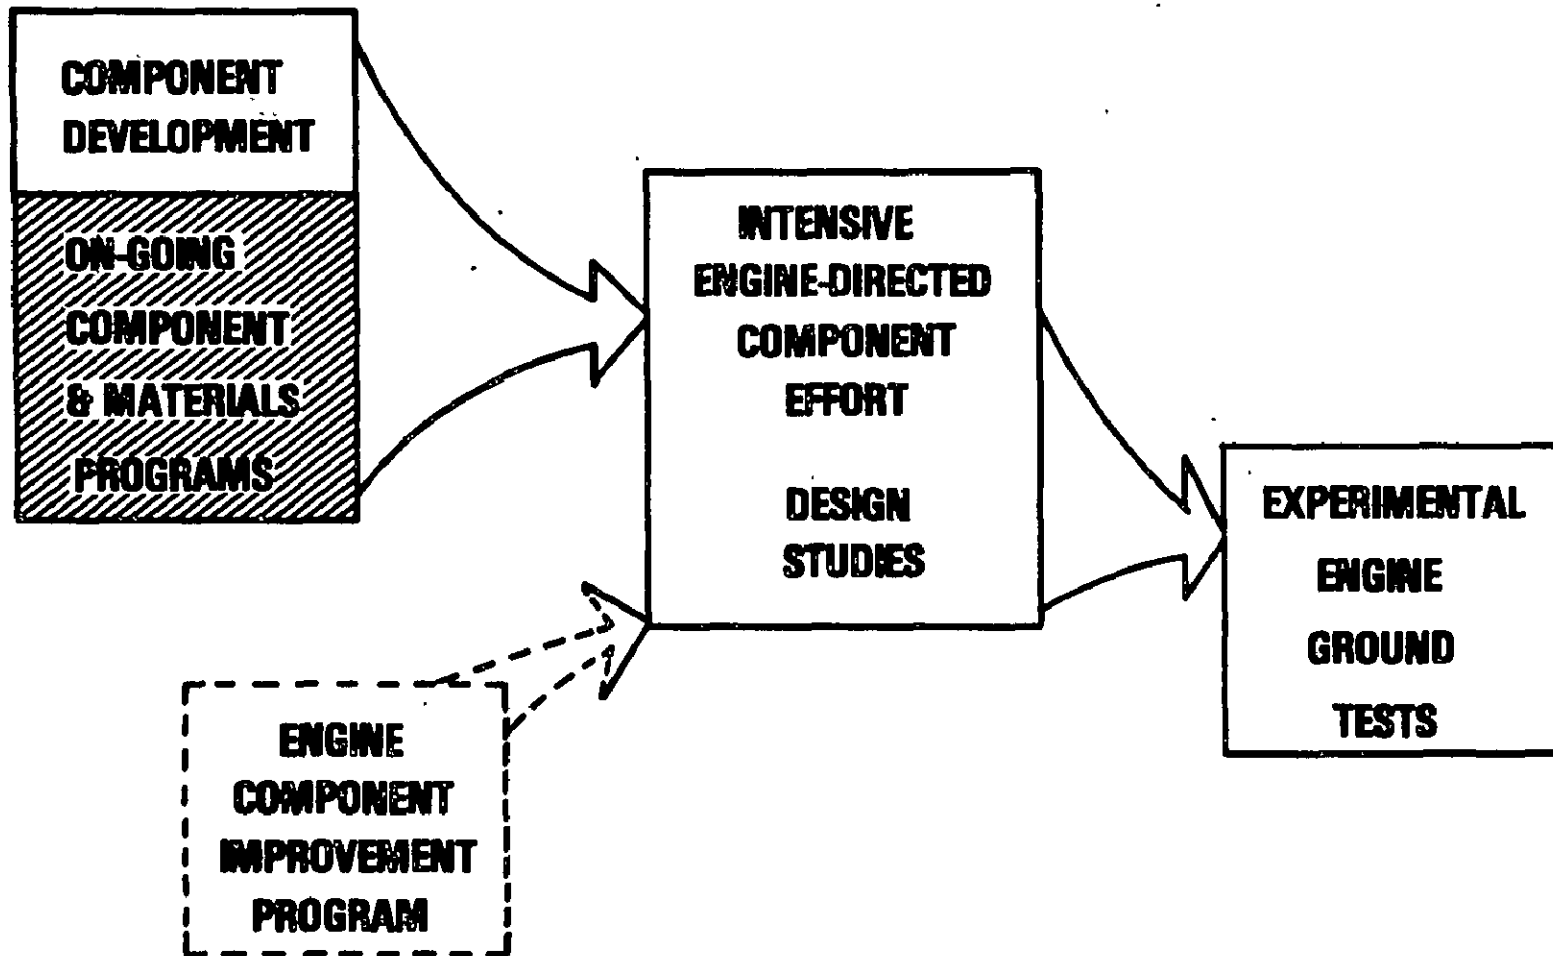 COMPONENT
DEVELOPMENT
ON-GOING
COMPONENT
& MATERIALS
PROGRAMS
INTENSIVE
ENGINE-DIRECTED
COMPONENT
EFFORT
DESIGN
STUDIES
ENGINE
COMPONENT
IMPROVEMENT
PROGRAM
EXPERIMENTAL
ENGINE
GROUND
TESTS